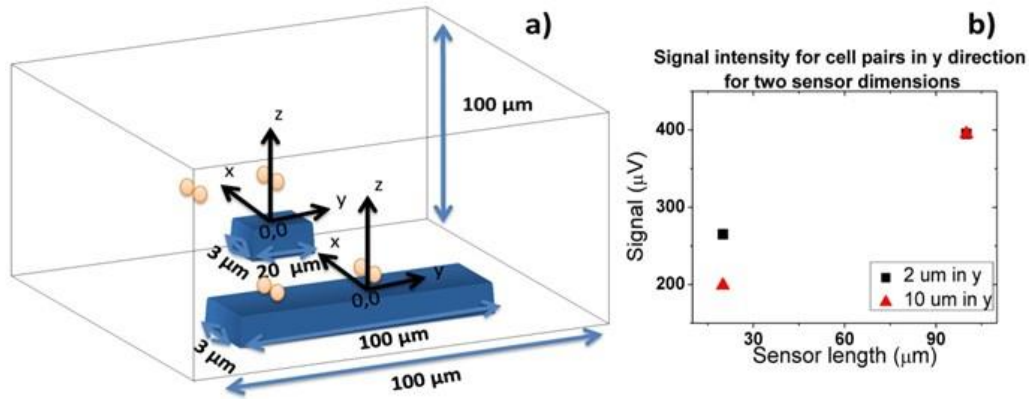 a)
100 µm
z
x
y
0,0
3 µm
20 µm
z
x
y
0,0
3 µm
100 µm
100 µm
b)
Signal intensity for cell pairs in y direction
for two sensor dimensions
Signal (µV)
400
300
200
2 um in y
10 um in y
30
60
90
Sensor length (µm)